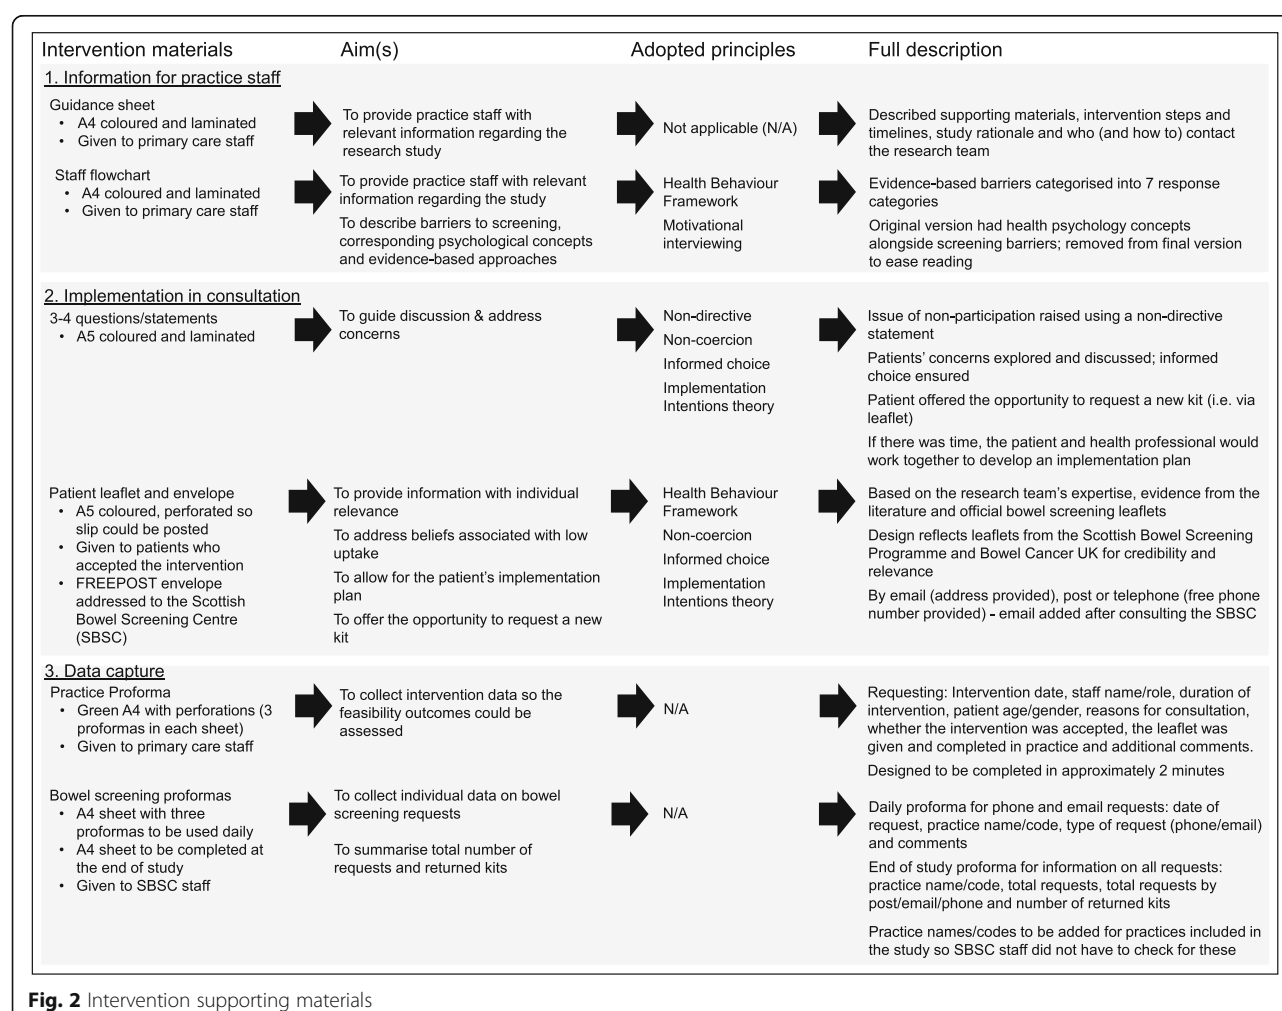 Intervention materials Aim(s) Adopted principles Full description
1. Information for practice staff
Guidance sheet
• A4 coloured and laminated
• Given to primary care staff
To provide practice staff with
relevant information regarding the
research study
Not applicable (N/A)
Described supporting materials, intervention steps and
timelines, study rationale and who (and how to) contact
the research team
Staff flowchart
• A4 coloured and laminated
• Given to primary care staff
To provide practice staff with relevant
information regarding the study
To describe barriers to screening,
corresponding psychological concepts
and evidence-based approaches
Health Behaviour
Framework
Motivational
interviewing
Evidence-based barriers categorised into 7 response
categories
Original version had health psychology concepts
alongside screening barriers; removed from final version
to ease reading
2. Implementation in consultation
3-4 questions/statements
• A5 coloured and laminated
To guide discussion & address
concerns
Non-directive
Non-coercion
Informed choice
Implementation
Intentions theory
Issue of non-participation raised using a non-directive
statement
Patients' concerns explored and discussed; informed
choice ensured
Patient offered the opportunity to request a new kit (i.e. via
leaflet)
If there was time, the patient and health professional would
work together to develop an implementation plan
Patient leaflet and envelope
• A5 coloured, perforated so
slip could be posted
• Given to patients who
accepted the intervention
• FREEPOST envelope
addressed to the Scottish
Bowel Screening Centre
(SBSC)
To provide information with individual
relevance
To address beliefs associated with low
uptake
To allow for the patient's implementation
plan
To offer the opportunity to request a new
kit
Health Behaviour
Framework
Non-coercion
Informed choice
Implementation
Intentions theory
Based on the research team's expertise, evidence from the
literature and official bowel screening leaflets
Design reflects leaflets from the Scottish Bowel Screening
Programme and Bowel Cancer UK for credibility and
relevance
By email (address provided), post or telephone (free phone
number provided) - email added after consulting the SBSC
3. Data capture
Practice Proforma
• Green A4 with perforations (3
proformas in each sheet)
• Given to primary care staff
To collect intervention data so the
feasibility outcomes could be
assessed
N/A
Requesting: Intervention date, staff name/role, duration of
intervention, patient age/gender, reasons for consultation,
whether the intervention was accepted, the leaflet was
given and completed in practice and additional comments.
Designed to be completed in approximately 2 minutes
Bowel screening proformas
• A4 sheet with three
proformas to be used daily
• A4 sheet to be completed at
the end of study
• Given to SBSC staff
To collect individual data on bowel
screening requests
To summarise total number of
requests and returned kits
N/A
Daily proforma for phone and email requests: date of
request, practice name/code, type of request (phone/email)
and comments
End of study proforma for information on all requests:
practice name/code, total requests, total requests by
post/email/phone and number of returned kits
Practice names/codes to be added for practices included in
the study so SBSC staff did not have to check for these
Fig. 2 Intervention supporting materials